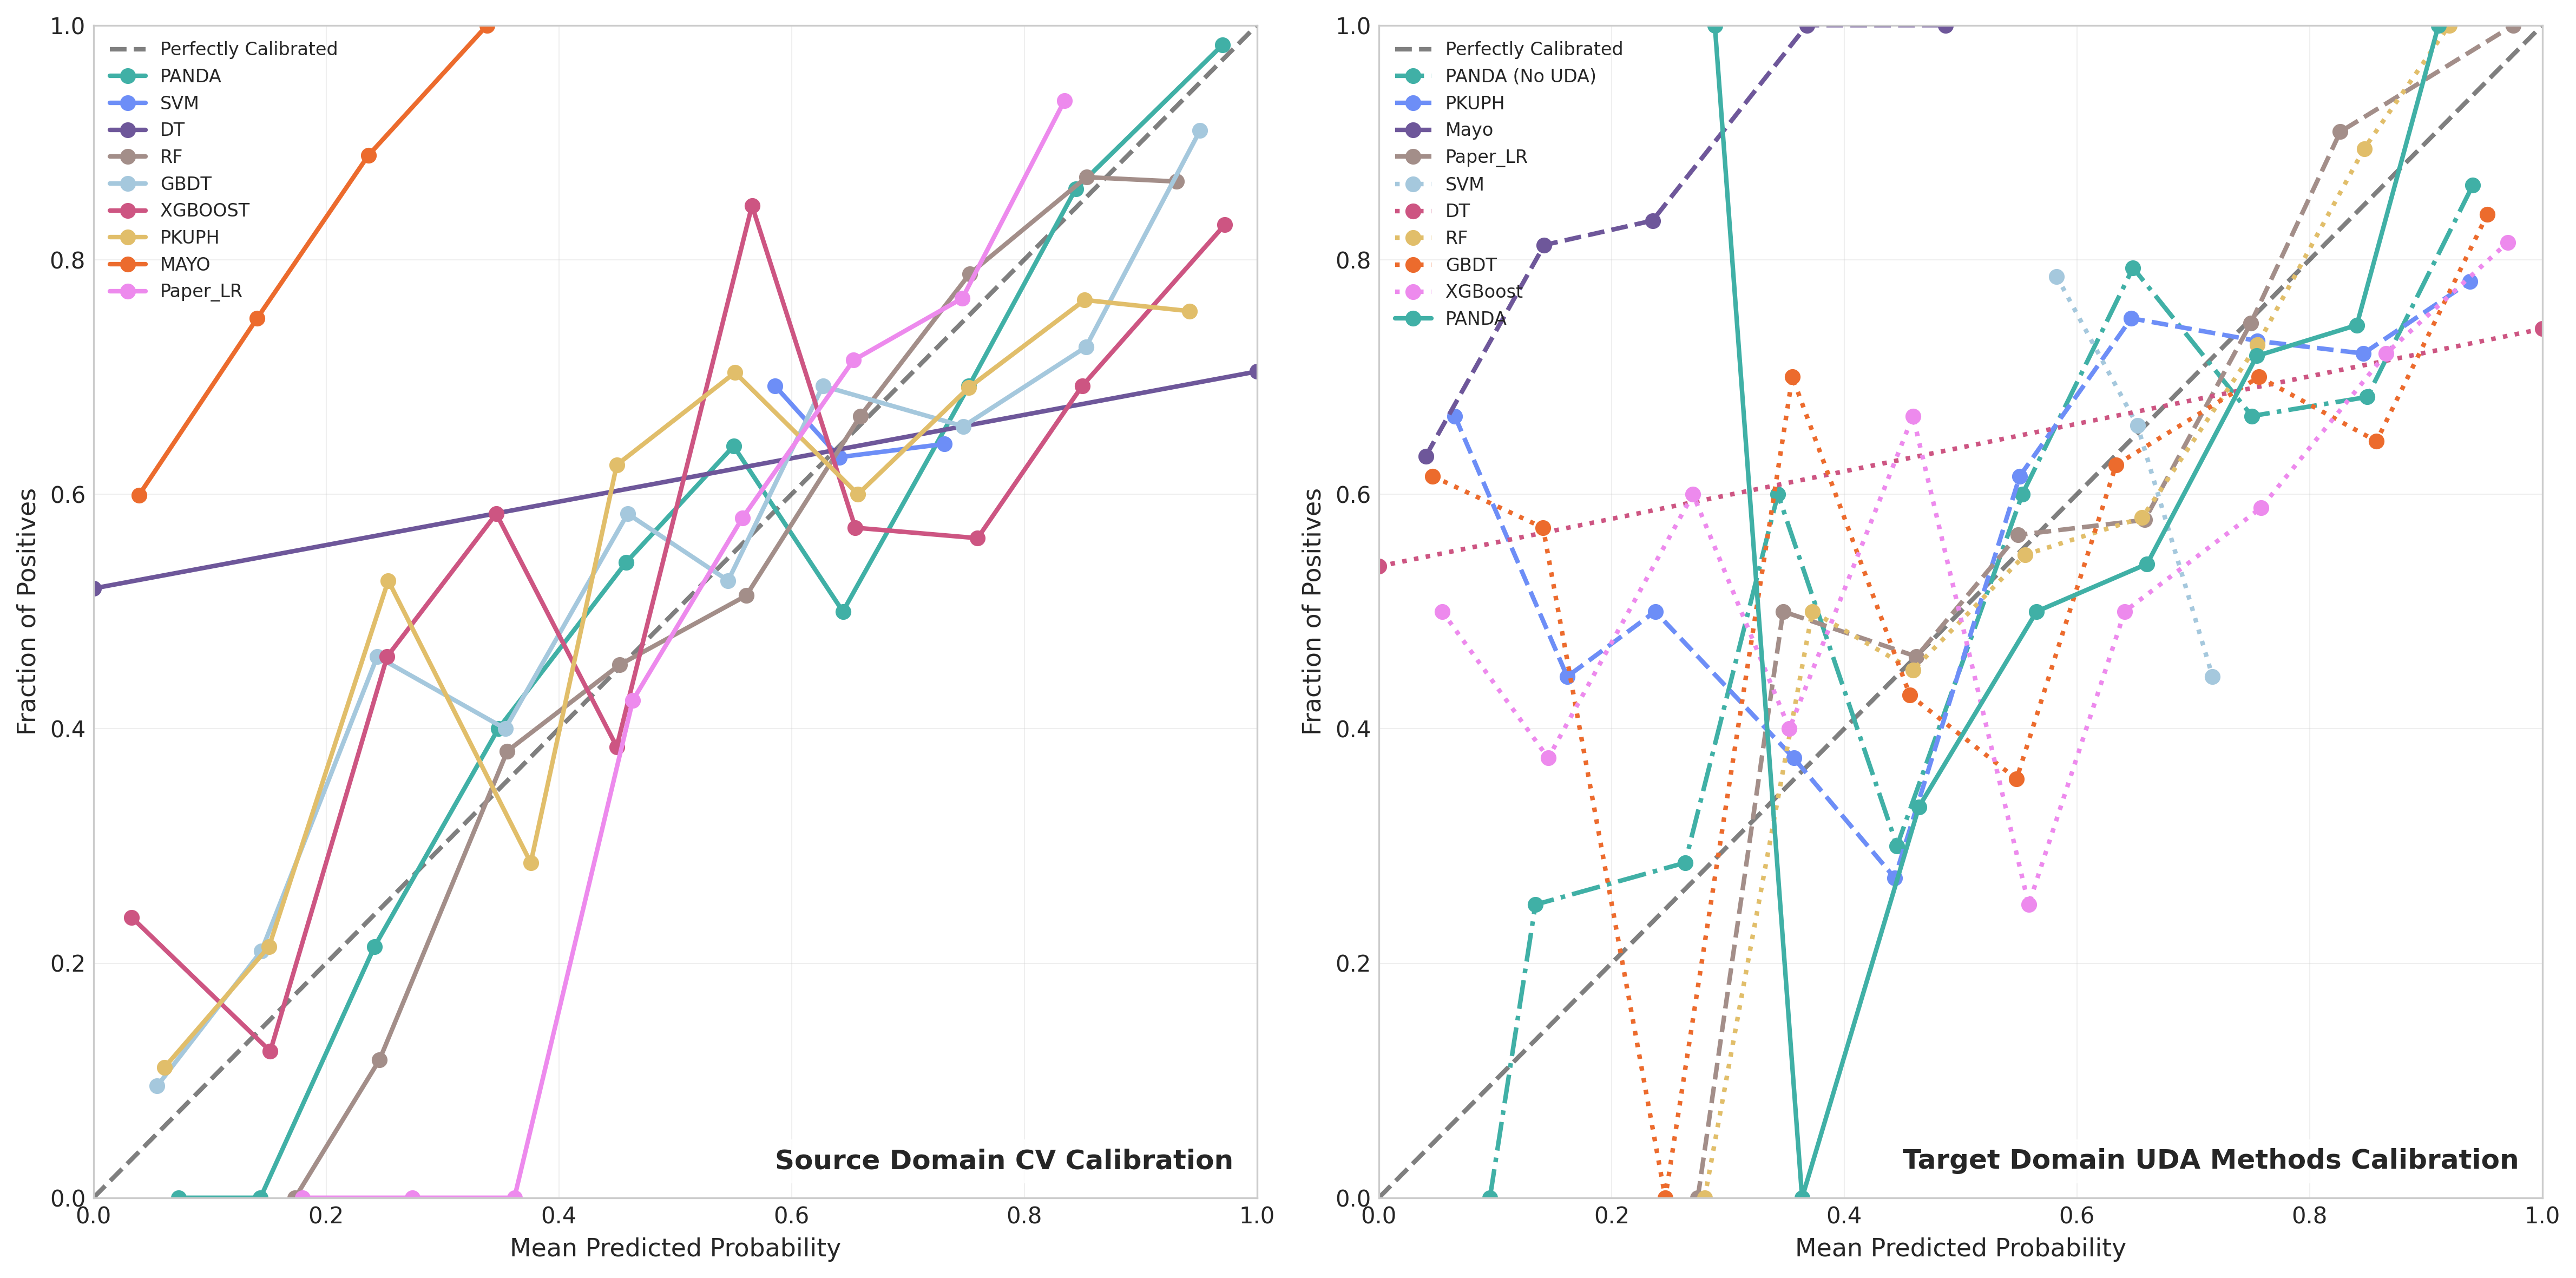 1.0
0.8
0.6
0.4
0.2
0.0
Fraction of Positives
Perfectly Calibrated
PANDA
SVM
DT
RF
GBDT
XGBOOST
PKUPH
MAYO
Paper_LR
Source Domain CV Calibration
0.0 0.2 0.4 0.6 0.8 1.0
Mean Predicted Probability
1.0
0.8
0.6
0.4
0.2
0.0
Fraction of Positives
Perfectly Calibrated
PANDA (No UDA)
PKUPH
Mayo
Paper_LR
SVM
DT
RF
GBDT
XGBoost
PANDA
Target Domain UDA Methods Calibration
0.0 0.2 0.4 0.6 0.8 1.0
Mean Predicted Probability